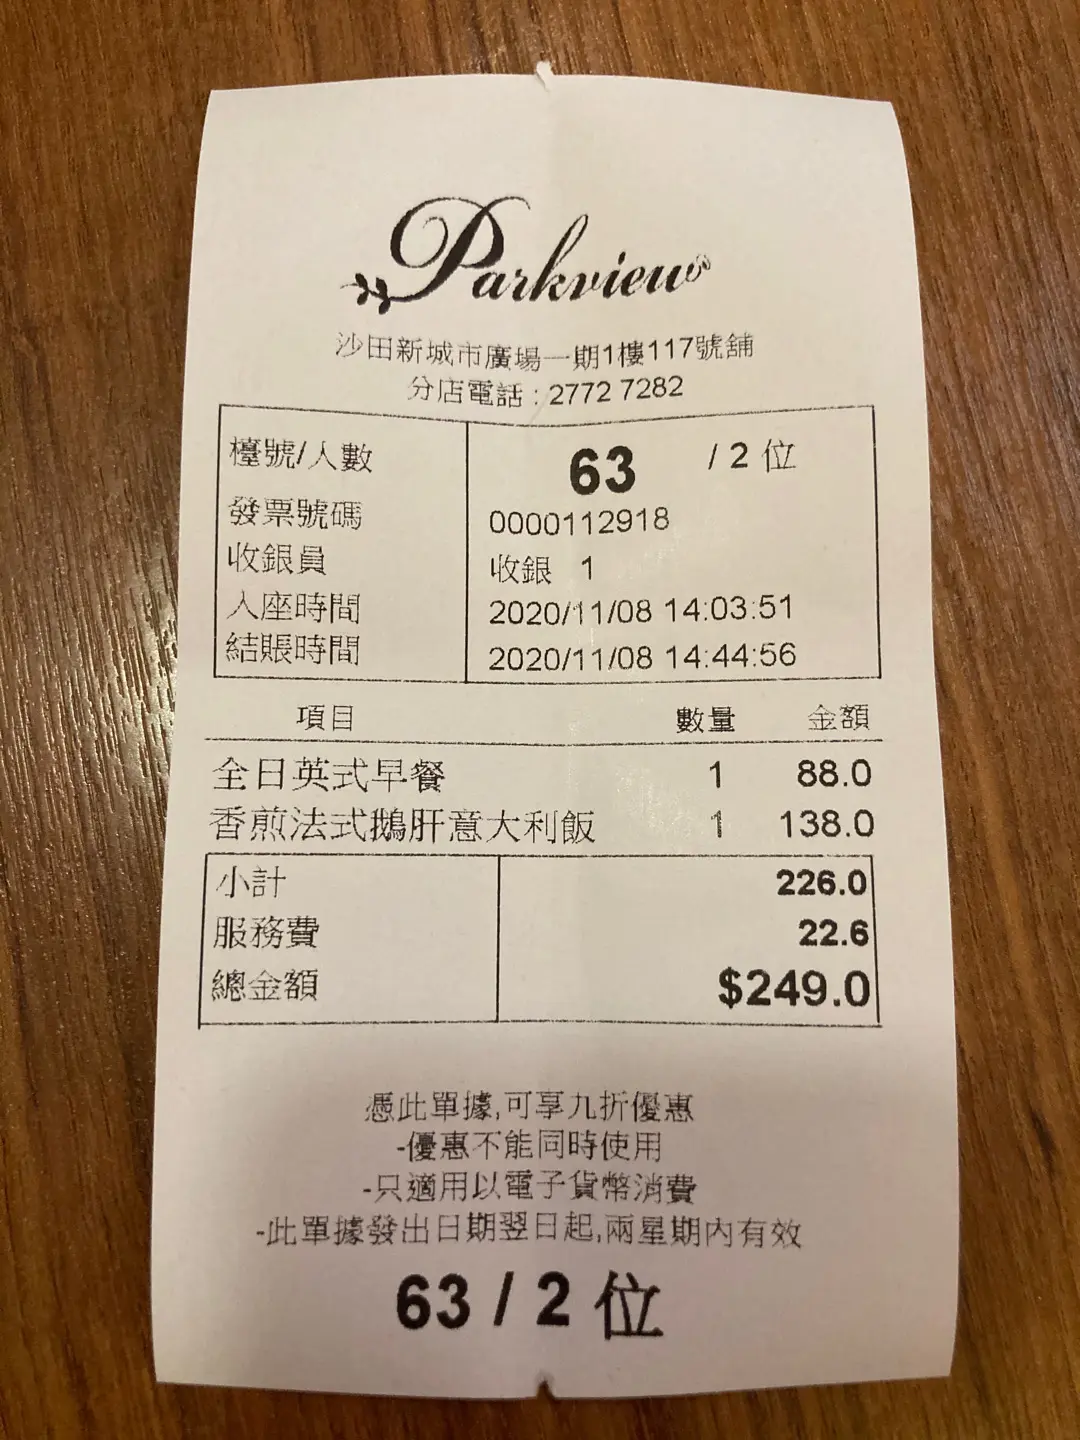 Parkview
沙田新城市廣場一期1樓117號舖
分店電話 : 2772 7282
檯號/人數 63 / 2 位
發票號碼 0000112918
收銀員 收銀 1
入座時間 2020/11/08 14:03:51
結賬時間 2020/11/08 14:44:56
項目 數量 金額
全日英式早餐 1 88.0
香煎法式鵝肝意大利飯 1 138.0
小計 226.0
服務費 22.6
總金額 $249.0
憑此單據,可享九折優惠
-優惠不能同時使用
-只適用以電子貨幣消費
-此單據發出日期翌日起,兩星期內有效
63 / 2 位